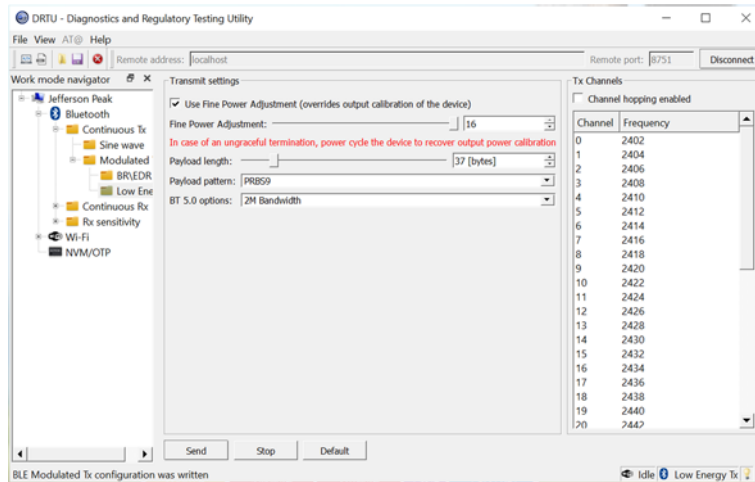 DRTU - Diagnostics and Regulatory Testing Utility
File View AT@ Help
Remote address: localhost Remote port: 8751 Disconnect
Work mode navigator
Jefferson Peak
Bluetooth
Continuous Tx
Sine wave
Modulated
BR\EDR
Low Ene
Continuous Rx
Rx sensitivity
Wi-Fi
NVM/OTP
Transmit settings
Use Fine Power Adjustment (overrides output calibration of the device)
Fine Power Adjustment: 16
In case of an ungraceful termination, power cycle the device to recover output power calibration
Payload length: 37 [bytes]
Payload pattern: PRBS9
BT 5.0 options: 2M Bandwidth
Send Stop Default
Tx Channels
Channel hopping enabled
Channel Frequency
0 2402
1 2404
2 2406
3 2408
4 2410
5 2412
6 2414
7 2416
8 2418
9 2420
10 2422
11 2424
12 2426
13 2428
14 2430
15 2432
16 2434
17 2436
18 2438
19 2440
20 2442
BLE Modulated Tx configuration was written Idle Low Energy Tx